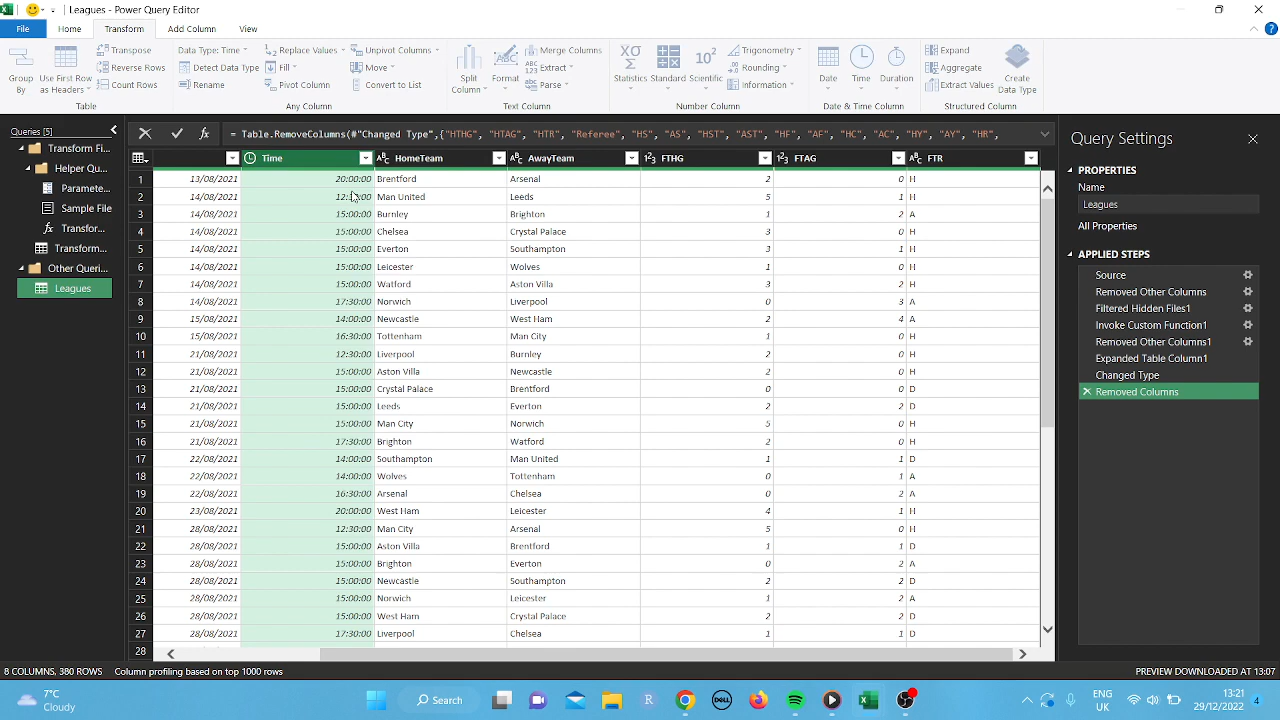 Leagues - Power Query Editor
File Home Transform Add Column View
Group By
Use First Row as Headers
Transpose
Reverse Rows
Count Rows
Table
Data Type: Time
Detect Data Type
Rename
Replace Values
Fill
Pivot Column
Unpivot Columns
Move
Convert to List
Any Column
Split Column
Format
Merge Columns
Extract
Parse
Text Column
Statistics
Standard
Scientific
Trigonometry
Rounding
Information
Number Column
Date
Time
Duration
Date & Time Column
Expand
Aggregate
Extract Values
Create Data Type
Structured Column
Queries [5]
Transform Fi...
Helper Qu...
Paramete...
Sample File
Transfor...
Transform...
Other Queri...
Leagues
= Table.RemoveColumns(#"Changed Type",{"HTHG", "HTAG", "HTR", "Referee", "HS", "AS", "HST", "AST", "HF", "AF", "HC", "AC", "HY", "AY", "HR",
Time HomeTeam AwayTeam FTHG FTAG FTR
1 13/08/2021 20:00:00 Brentford Arsenal 2 0 H
2 14/08/2021 Man United Leeds 5 1 H
3 14/08/2021 15:00:00 Burnley Brighton 1 2 A
4 14/08/2021 15:00:00 Chelsea Crystal Palace 3 0 H
5 14/08/2021 15:00:00 Everton Southampton 3 1 H
6 14/08/2021 15:00:00 Leicester Wolves 1 0 H
7 14/08/2021 15:00:00 Watford Aston Villa 3 2 H
8 14/08/2021 17:30:00 Norwich Liverpool 0 3 A
9 15/08/2021 14:00:00 Newcastle West Ham 2 4 A
10 15/08/2021 16:30:00 Tottenham Man City 1 0 H
11 21/08/2021 12:30:00 Liverpool Burnley 2 0 H
12 21/08/2021 15:00:00 Aston Villa Newcastle 2 0 H
13 21/08/2021 15:00:00 Crystal Palace Brentford 0 0 D
14 21/08/2021 15:00:00 Leeds Everton 2 2 D
15 21/08/2021 15:00:00 Man City Norwich 5 0 H
16 21/08/2021 17:30:00 Brighton Watford 2 0 H
17 22/08/2021 14:00:00 Southampton Man United 1 1 D
18 22/08/2021 14:00:00 Wolves Tottenham 0 1 A
19 22/08/2021 16:30:00 Arsenal Chelsea 0 2 A
20 23/08/2021 20:00:00 West Ham Leicester 4 1 H
21 28/08/2021 12:30:00 Man City Arsenal 5 0 H
22 28/08/2021 15:00:00 Aston Villa Brentford 1 1 D
23 28/08/2021 15:00:00 Brighton Everton 0 2 A
24 28/08/2021 15:00:00 Newcastle Southampton 2 2 D
25 28/08/2021 15:00:00 Norwich Leicester 1 2 A
26 28/08/2021 15:00:00 West Ham Crystal Palace 2 2 D
27 28/08/2021 17:30:00 Liverpool Chelsea 1 1 D
28
Query Settings
PROPERTIES
Name
Leagues
All Properties
APPLIED STEPS
Source
Removed Other Columns
Filtered Hidden Files1
Invoke Custom Function1
Removed Other Columns1
Expanded Table Column1
Changed Type
Removed Columns
8 COLUMNS, 380 ROWS Column profiling based on top 1000 rows PREVIEW DOWNLOADED AT 13:07
7°C
Cloudy
Search
DELL
ENG
UK
13:21
29/12/2022
4